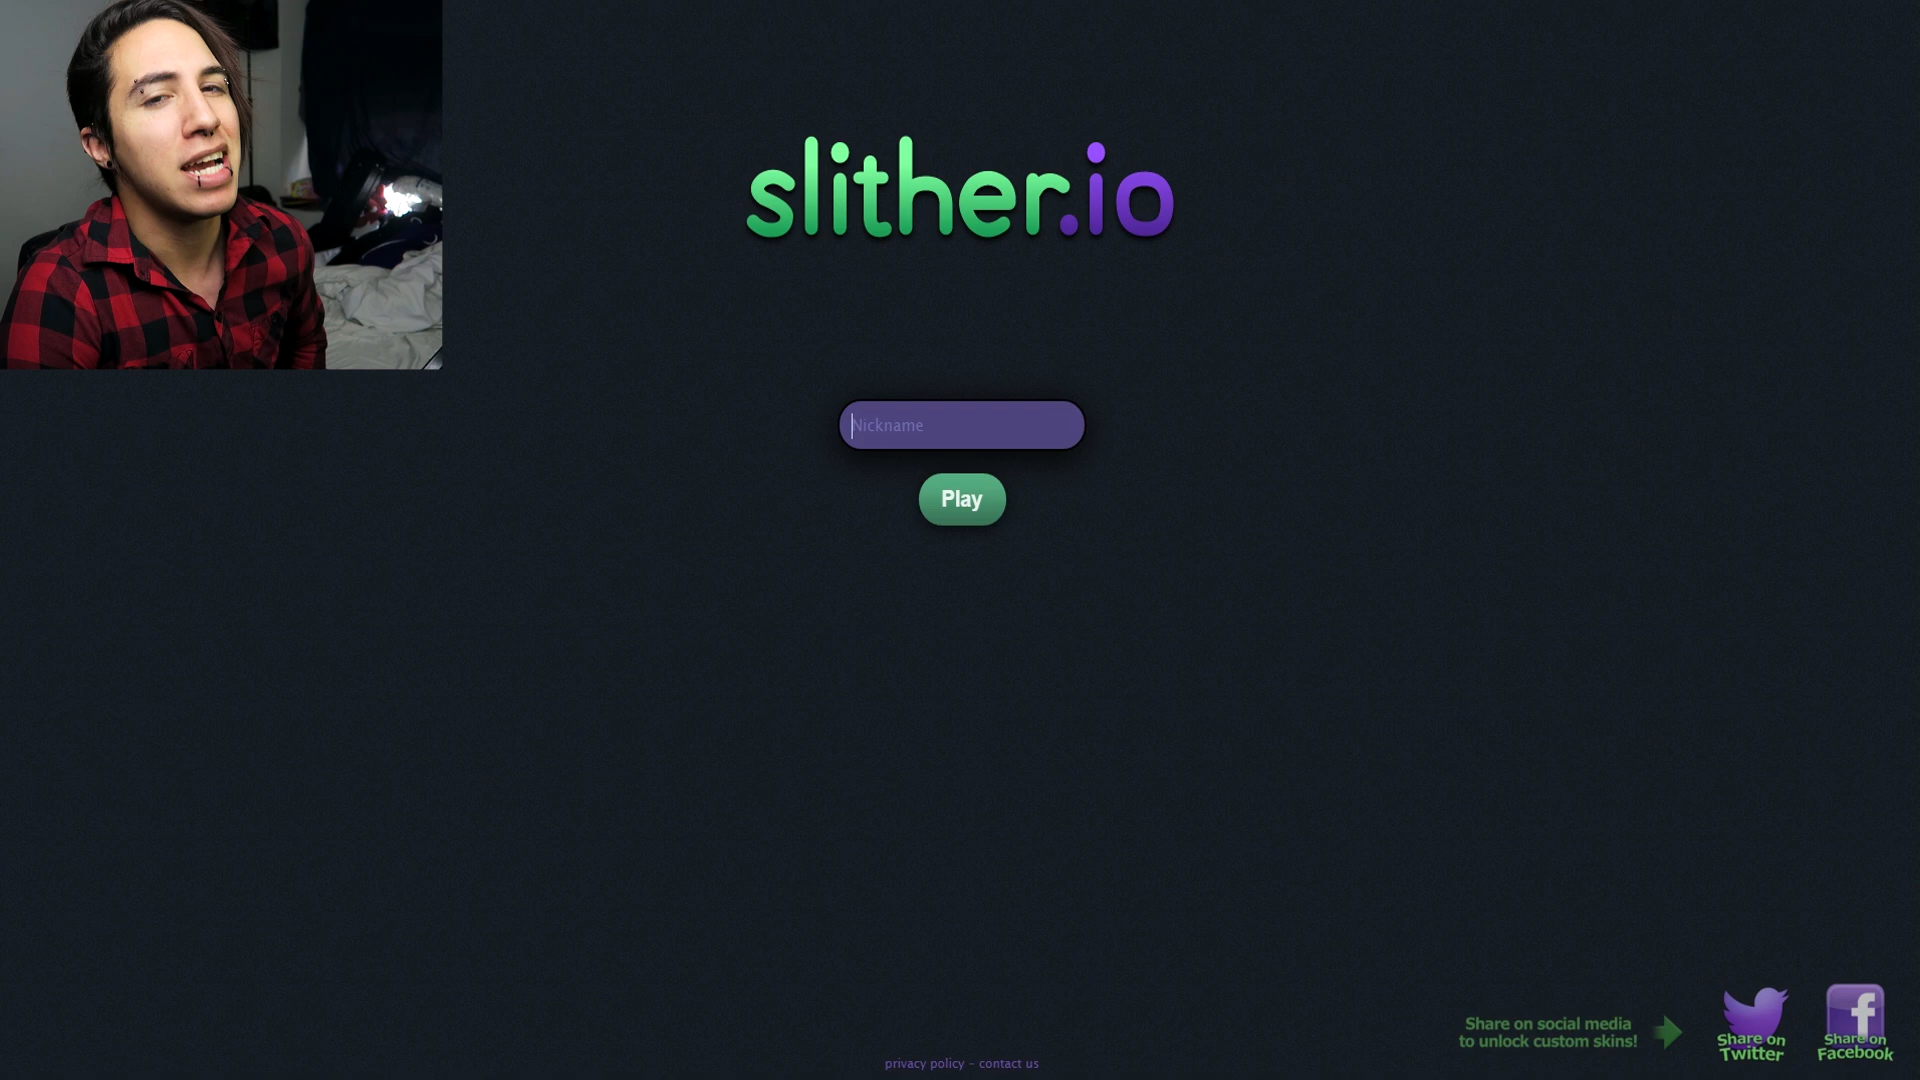 slither.io
Nickname
Play
Share on social media
to unlock custom skins!
Share on
Twitter
Share on
Facebook
privacy policy - contact us